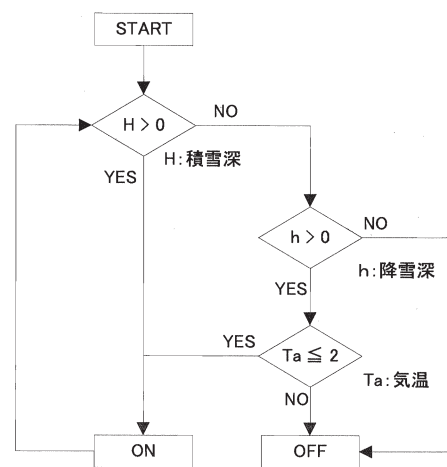 START
H > 0
NO
H:積雪深
YES
h > 0
NO
h:降雪深
YES
YES
Ta ≦ 2
Ta:気温
NO
ON
OFF